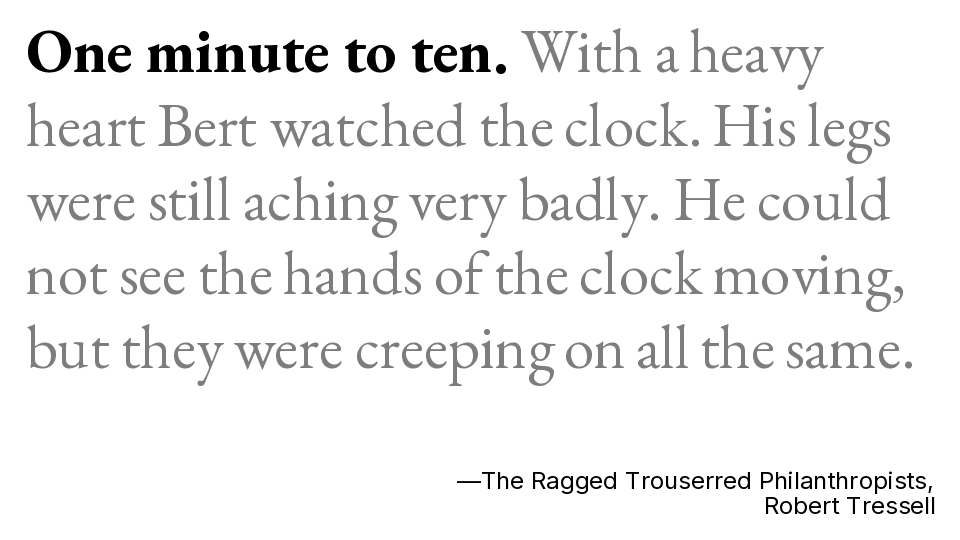 One minute to ten. With a heavy
heart Bert watched the clock. His legs
were still aching very badly. He could
not see the hands of the clock moving,
but they were creeping on all the same.
—The Ragged Trouserred Philanthropists,
Robert Tressell